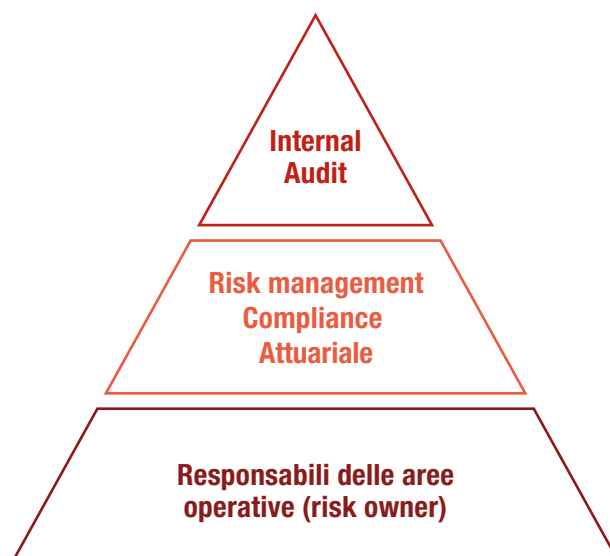 Internal
Audit
Risk management
Compliance
Attuariale
Responsabili delle aree
operative (risk owner)